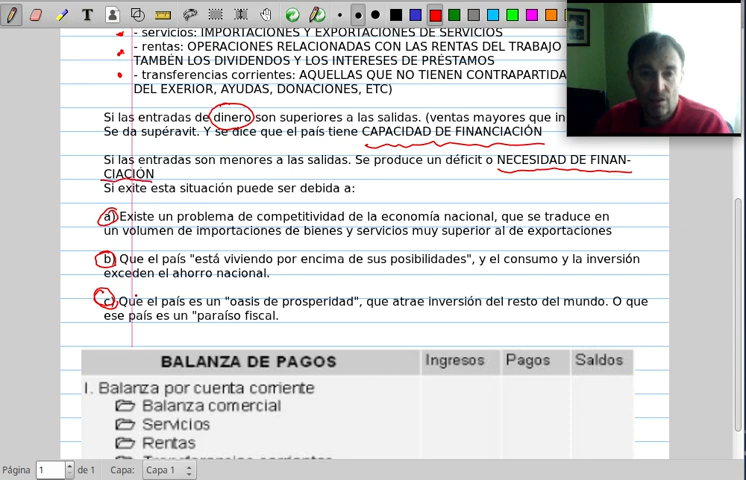 - servicios: IMPORTACIONES Y EXPORTACIONES DE SERVICIOS
- rentas: OPERACIONES RELACIONADAS CON LAS RENTAS DEL TRABAJO
TAMBÉN LOS DIVIDENDOS Y LOS INTERESES DE PRÉSTAMOS
- transferencias corrientes: AQUELLAS QUE NO TIENEN CONTRAPARTIDA
DEL EXERIOR, AYUDAS, DONACIONES, ETC)
Si las entradas de dinero son superiores a las salidas. (ventas mayores que
Se da supéravit. Y se dice que el país tiene CAPACIDAD DE FINANCIACIÓN
Si las entradas son menores a las salidas. Se produce un déficit o NECESIDAD DE FINAN-
CIACIÓN
Si exite esta situación puede ser debida a:
a) Existe un problema de competitividad de la economía nacional, que se traduce en
un volumen de importaciones de bienes y servicios muy superior al de exportaciones
b) Que el país "está viviendo por encima de sus posibilidades", y el consumo y la inversión
exceden el ahorro nacional.
c) Que el país es un "oasis de prosperidad", que atrae inversión del resto del mundo. O que
ese país es un "paraíso fiscal.
BALANZA DE PAGOS Ingresos Pagos Saldos
I. Balanza por cuenta corriente
Balanza comercial
Servicios
Rentas
Página 1 de 1 Capa: Capa 1